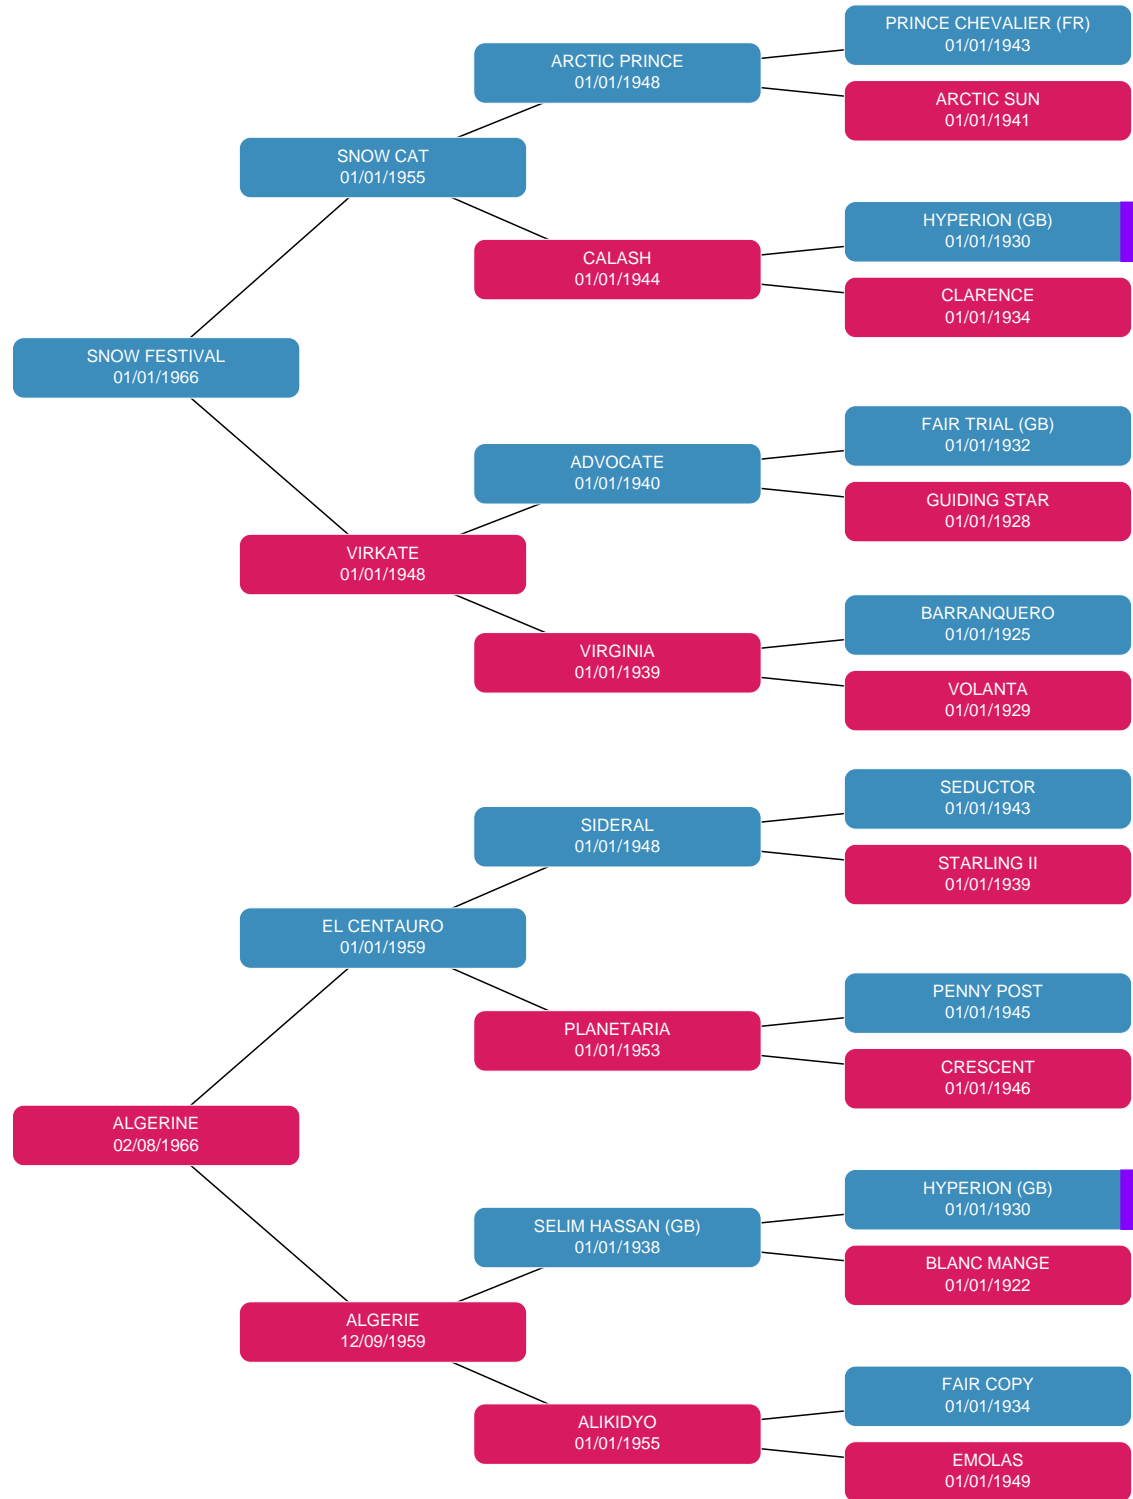 PRINCE CHEVALIER (FR)
01/01/1943
ARCTIC PRINCE
01/01/1948
ARCTIC SUN
01/01/1941
SNOW CAT
01/01/1955
HYPERION (GB)
01/01/1930
CALASH
01/01/1944
CLARENCE
01/01/1934
SNOW FESTIVAL
01/01/1966
FAIR TRIAL (GB)
01/01/1932
ADVOCATE
01/01/1940
GUIDING STAR
01/01/1928
VIRKATE
01/01/1948
BARRANQUERO
01/01/1925
VIRGINIA
01/01/1939
VOLANTA
01/01/1929
SEDUCTOR
01/01/1943
SIDERAL
01/01/1948
STARLING II
01/01/1939
EL CENTAURO
01/01/1959
PENNY POST
01/01/1945
PLANETARIA
01/01/1953
CRESCENT
01/01/1946
ALGERINE
02/08/1966
HYPERION (GB)
01/01/1930
SELIM HASSAN (GB)
01/01/1938
BLANC MANGE
01/01/1922
ALGERIE
12/09/1959
FAIR COPY
01/01/1934
ALIKIDYO
01/01/1955
EMOLAS
01/01/1949